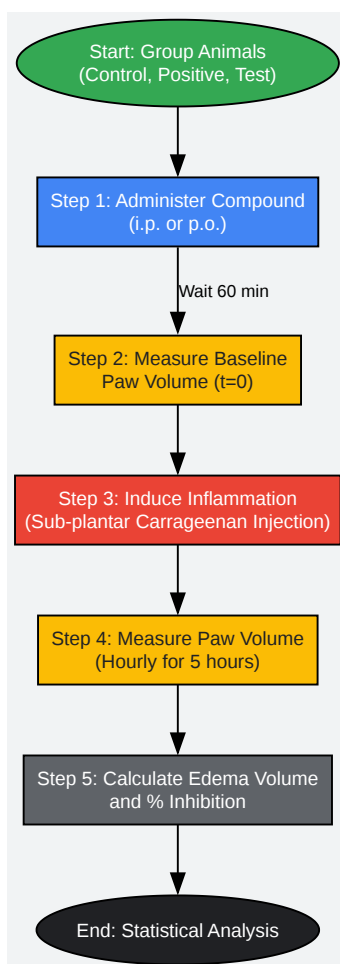 Start: Group Animals
(Control, Positive, Test)
Step 1: Administer Compound
(i.p. or p.o.)
Wait 60 min
Step 2: Measure Baseline
Paw Volume (t=0)
Step 3: Induce Inflammation
(Sub-plantar Carrageenan Injection)
Step 4: Measure Paw Volume
(Hourly for 5 hours)
Step 5: Calculate Edema Volume
and % Inhibition
End: Statistical Analysis